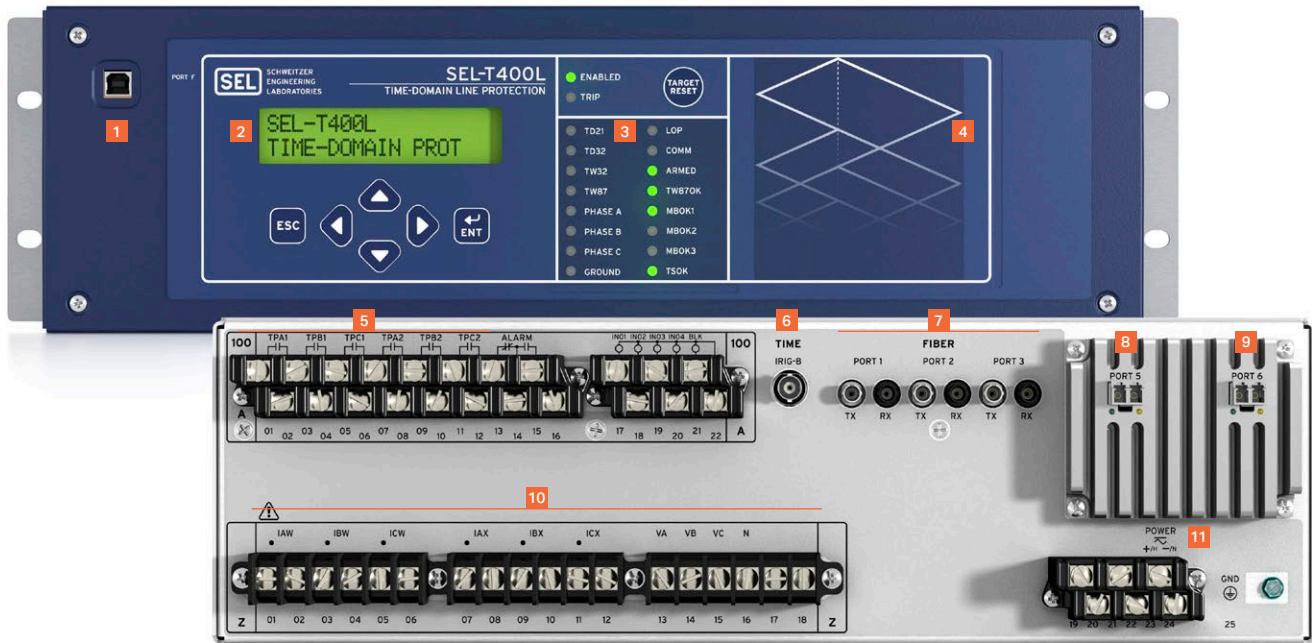 PORT F
SEL SCHWEITZER ENGINEERING LABORATORIES
SEL-T400L
TIME-DOMAIN LINE PROTECTION
1
2
SEL-T400L
TIME-DOMAIN PROT
ESC
ENT
ENABLED
TRIP
TARGET RESET
3
TD21 LOP
TD32 COMM
TW32 ARMED
TW87 TW87OK
PHASE A MBOK1
PHASE B MBOK2
PHASE C MBOK3
GROUND TSOK
4
5
100 TPA1 TPB1 TPC1 TPA2 TPB2 TPC2 ALARM IN01 IN02 IN03 IN04 BLK 100
A 01 02 03 04 05 06 07 08 09 10 11 12 13 14 15 16 17 18 19 20 21 22 A
6
TIME
IRIG-B
7
FIBER
PORT 1 PORT 2 PORT 3
TX RX TX RX TX RX
8
PORT 5
9
PORT 6
10
IAW IBW ICW IAX IBX ICX VA VB VC N
Z 01 02 03 04 05 06 07 08 09 10 11 12 13 14 15 16 17 18 Z
11
POWER
+/H −/N
GND
19 20 21 22 23 24 25